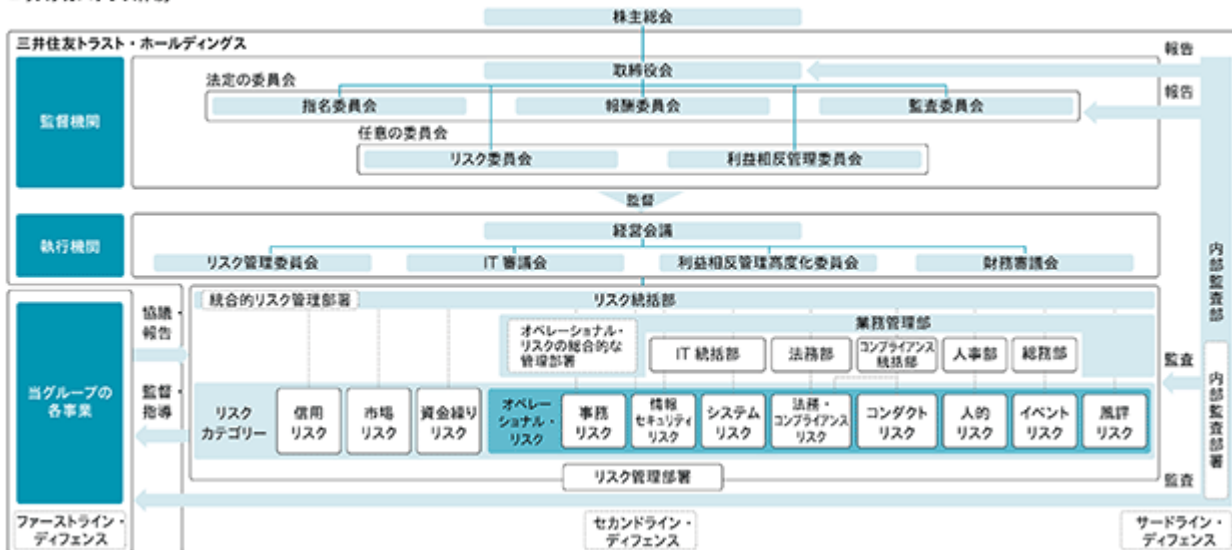 株主総会
三井住友トラスト・ホールディングス
報告
取締役会
法定の委員会
報告
監督機関
指名委員会
報酬委員会
監査委員会
任意の委員会
リスク委員会
利益相反管理委員会
監督
経営会議
執行機関
リスク管理委員会
IT 審議会
利益相反管理高度化委員会
財務審議会
内部監査部
統合的リスク管理部署
リスク統括部
協議・
報告
オペレーショナル・
リスクの総合的な
管理部署
業務管理部
IT 統括部
法務部
コンプライアンス
統括部
人事部
総務部
監査
内部監査部署
当グループの
各事業
監督・
指導
リスク
カテゴリー
信用
リスク
市場
リスク
資金繰り
リスク
オペレー
ショナル・
リスク
事務
リスク
情報
セキュリティ
リスク
システム
リスク
法務・
コンプライアンス
リスク
コンダクト
リスク
人的
リスク
イベント
リスク
風評
リスク
リスク管理部署
監査
ファーストライン・
ディフェンス
セカンドライン・
ディフェンス
サードライン・
ディフェンス